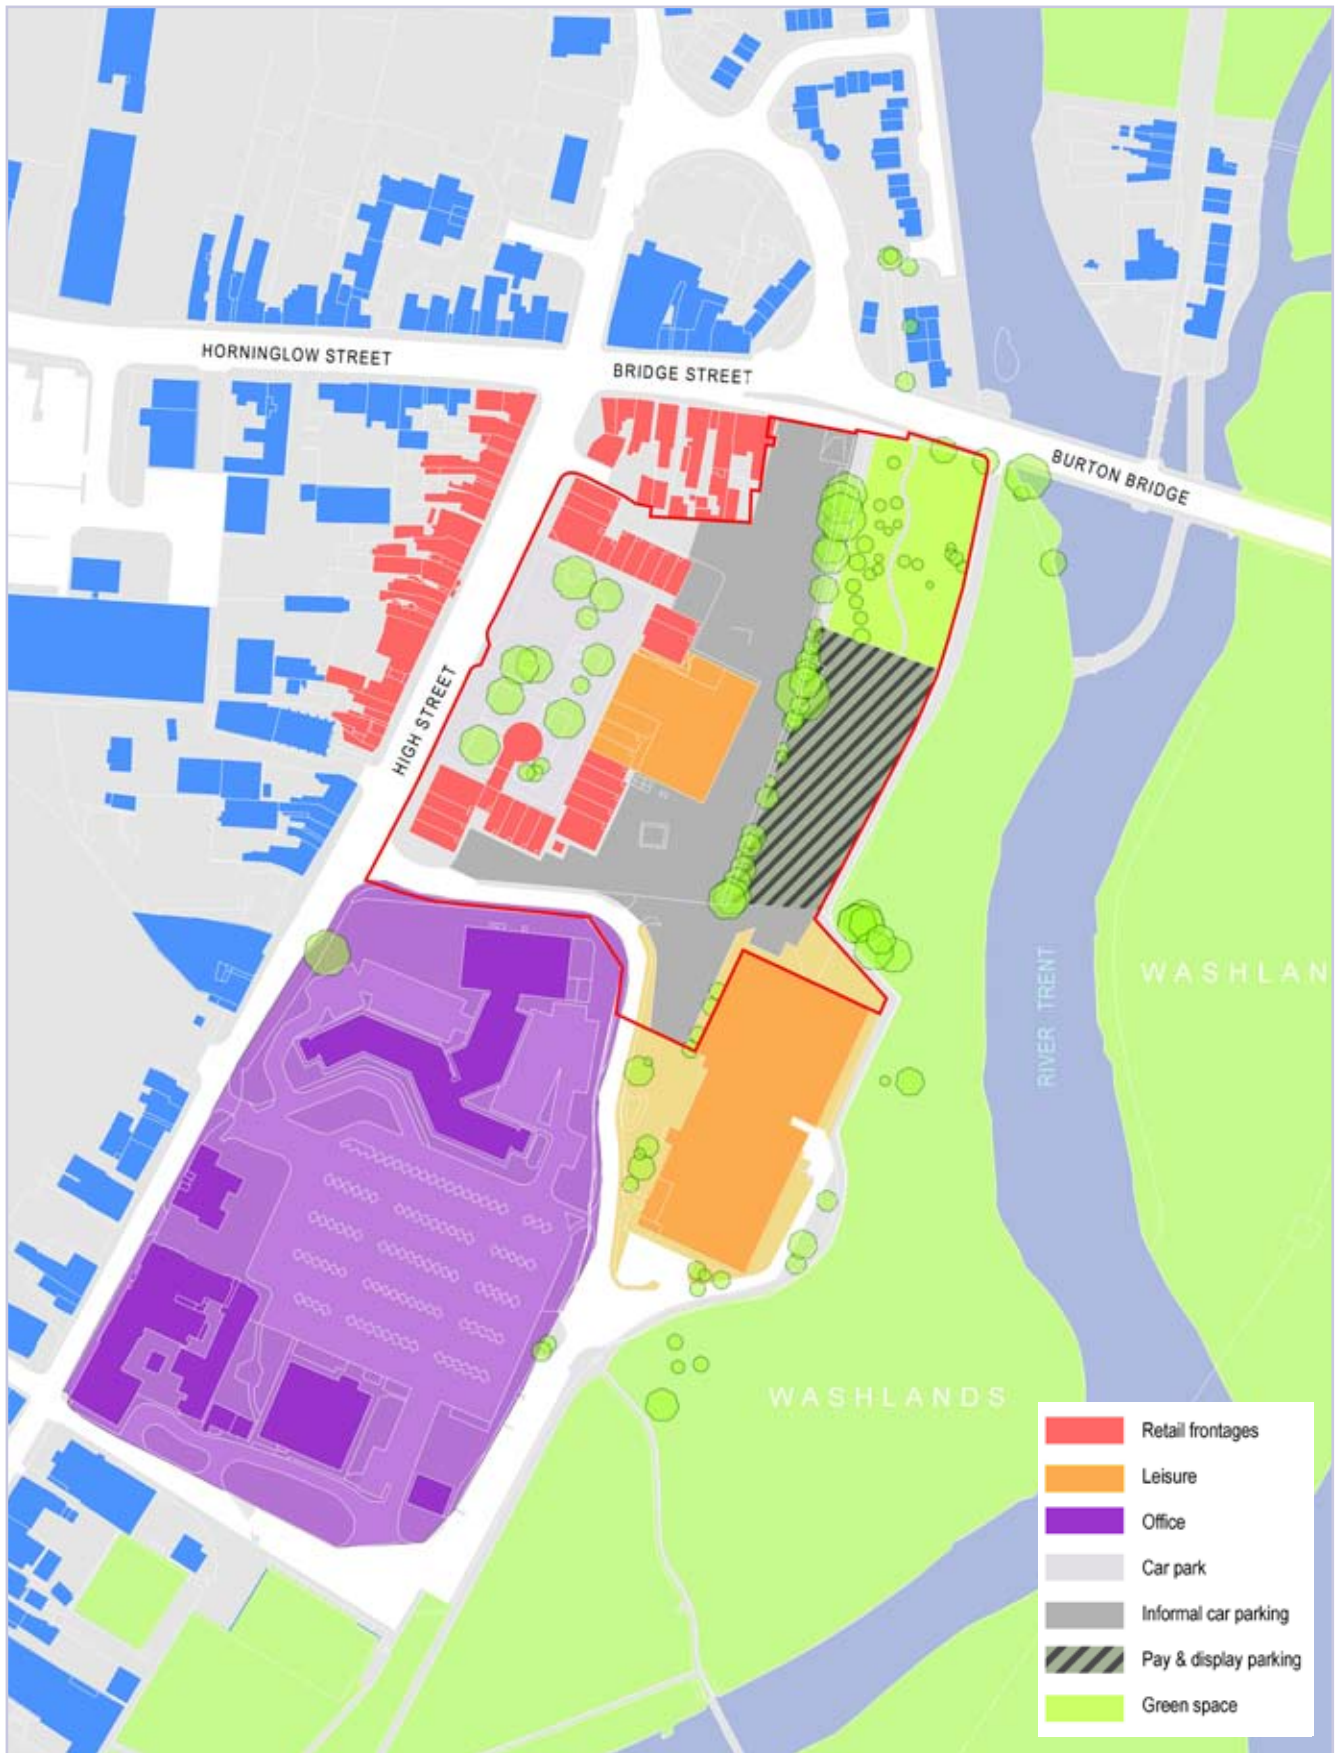 HORNINGLOW STREET
BRIDGE STREET
BURTON BRIDGE
HIGH STREET
RIVER TRENT
WASHLAN
WASHLANDS
Retail frontages
Leisure
Office
Car park
Informal car parking
Pay & display parking
Green space